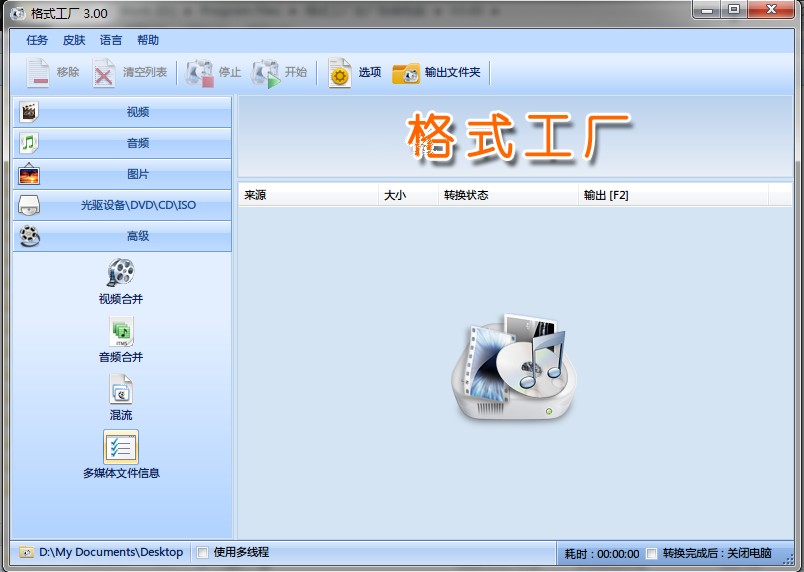 格式工厂 3.00
任务 皮肤 语言 帮助
移除 清空列表 停止 开始 选项 输出文件夹
视频
音频
图片
光驱设备\DVD\CD\ISO
高级
视频合并
音频合并
混流
多媒体文件信息
格式工厂
来源 大小 转换状态 输出 [F2]
D:\My Documents\Desktop 使用多线程 耗时 : 00:00:00 转换完成后 : 关闭电脑